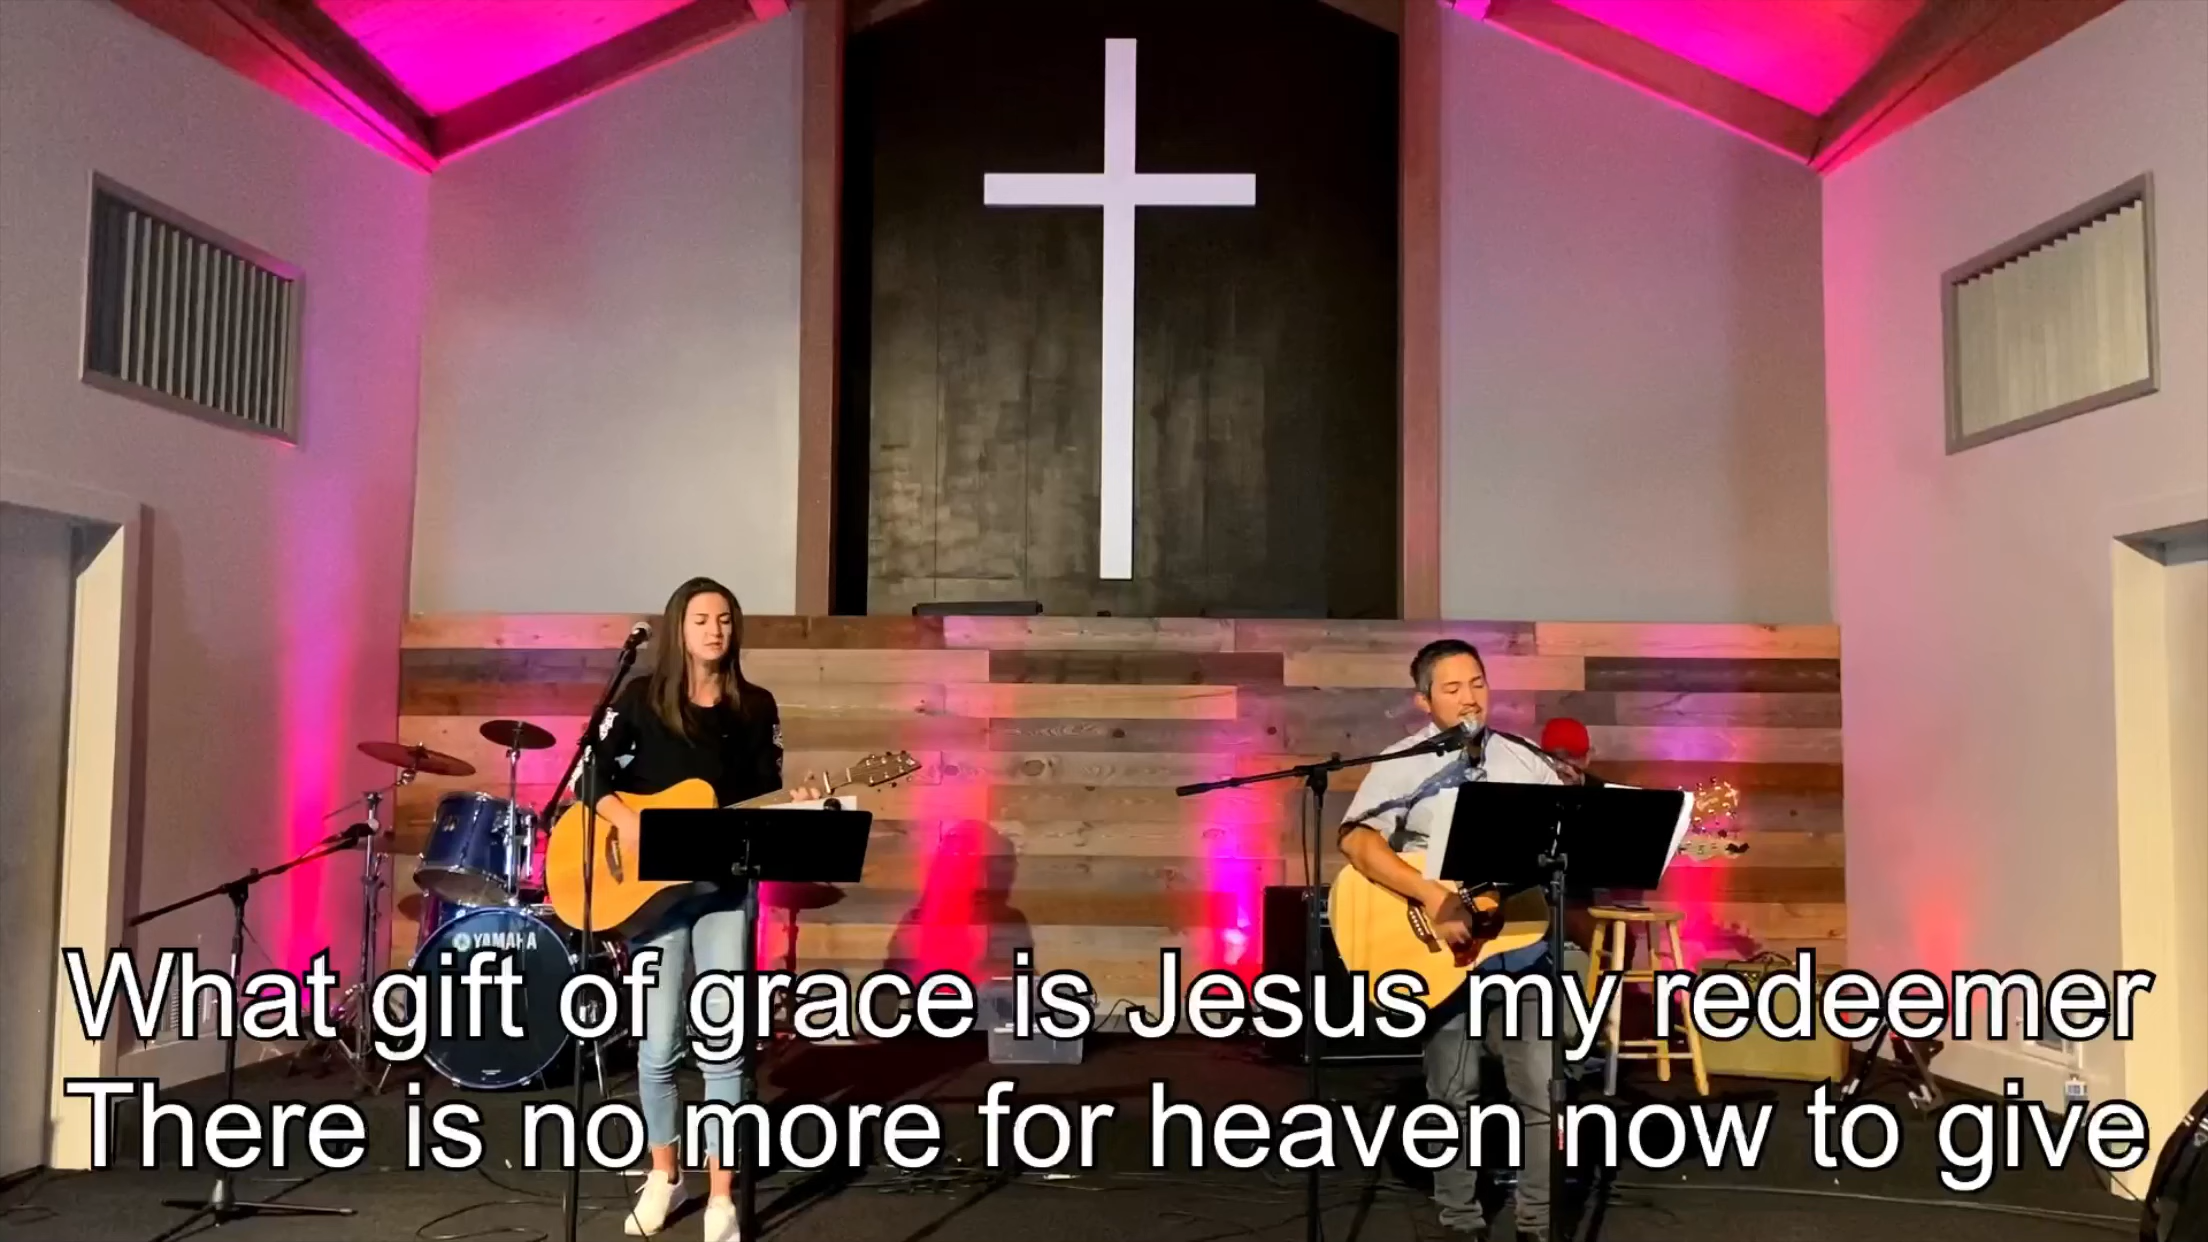 YAMAHA
What gift of grace is Jesus my redeemer
There is no more for heaven now to give